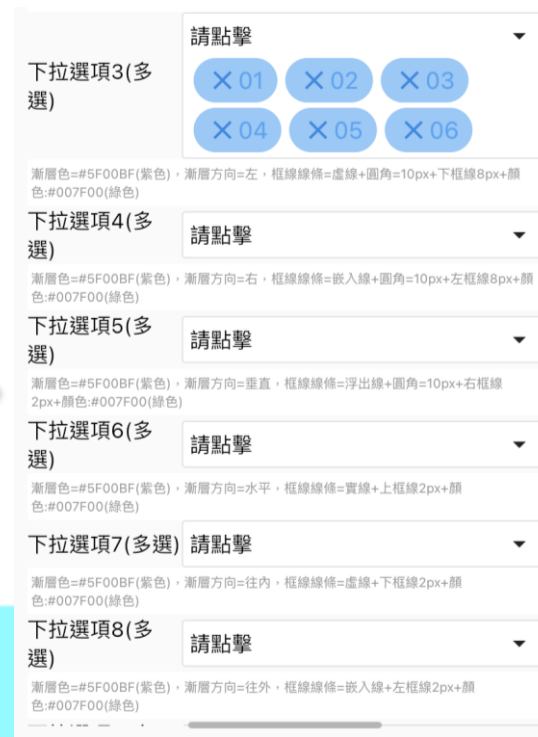 請點擊
下拉選項3(多
選)
× 01 × 02 × 03
× 04 × 05 × 06
漸層色=#5F00BF(紫色)，漸層方向=左，框線線條=虛線+圓角=10px+下框線8px+顏
色:#007F00(綠色)
下拉選項4(多
選)
請點擊
漸層色=#5F00BF(紫色)，漸層方向=右，框線線條=嵌入線+圓角=10px+左框線8px+顏
色:#007F00(綠色)
下拉選項5(多
選)
請點擊
漸層色=#5F00BF(紫色)，漸層方向=垂直，框線線條=浮出線+圓角=10px+右框線
2px+顏色:#007F00(綠色)
下拉選項6(多
選)
請點擊
漸層色=#5F00BF(紫色)，漸層方向=水平，框線線條=實線+上框線2px+顏
色:#007F00(綠色)
下拉選項7(多選) 請點擊
漸層色=#5F00BF(紫色)，漸層方向=往內，框線線條=虛線+下框線2px+顏
色:#007F00(綠色)
下拉選項8(多
選)
請點擊
漸層色=#5F00BF(紫色)，漸層方向=往外，框線線條=嵌入線+左框線2px+顏
色:#007F00(綠色)